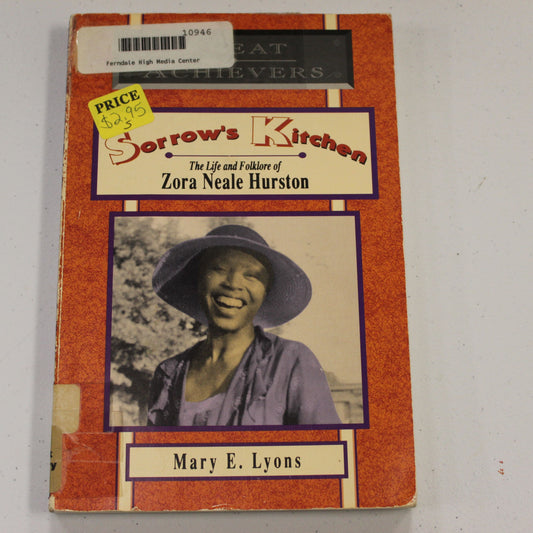 10946
Ferndale High Media Center
EAT
ACHIEVERS
PRICE
$2.95
S
Sorrow's Kitchen
The Life and Folklore of
Zora Neale Hurston
Mary E. Lyons